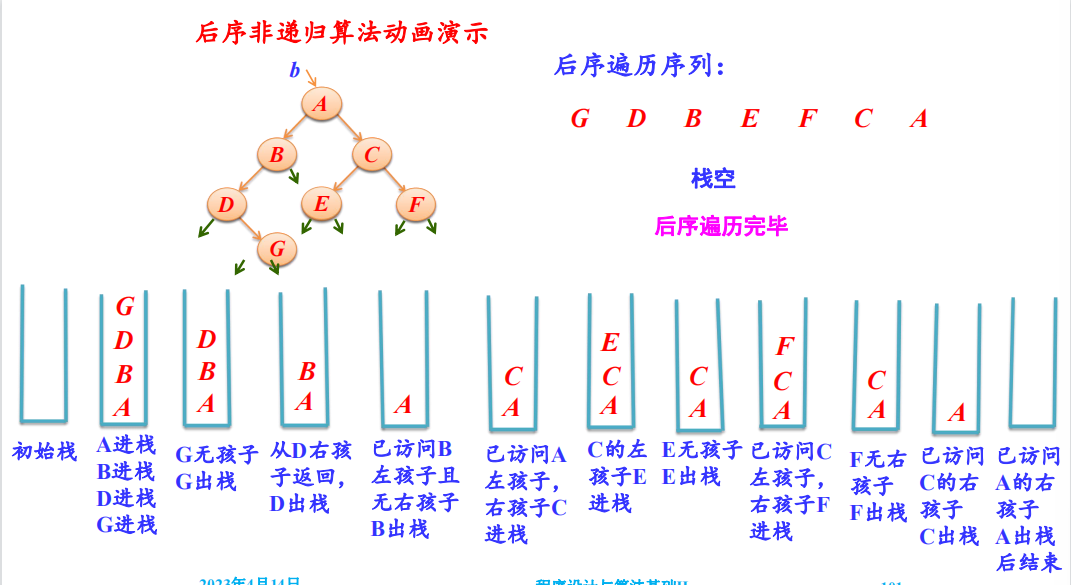 后序非递归算法动画演示
b
A
B
C
D
E
F
G
后序遍历序列：
G D B E F C A
栈空
后序遍历完毕
初始栈
G
D
B
A
A进栈
B进栈
D进栈
G进栈
D
B
A
G无孩子
G出栈
B
A
从D右孩
子返回，
D出栈
A
已访问B
左孩子且
无右孩子
B出栈
C
A
已访问A
左孩子，
右孩子C
进栈
E
C
A
C的左
孩子E
进栈
C
A
E无孩子
E出栈
F
C
A
已访问C
左孩子，
右孩子F
进栈
C
A
F无右
孩子
F出栈
A
已访问
C的右
孩子
C出栈
已访问
A的右
孩子
A出栈
后结束
2023年4月14日
程序设计与算法基础II
101